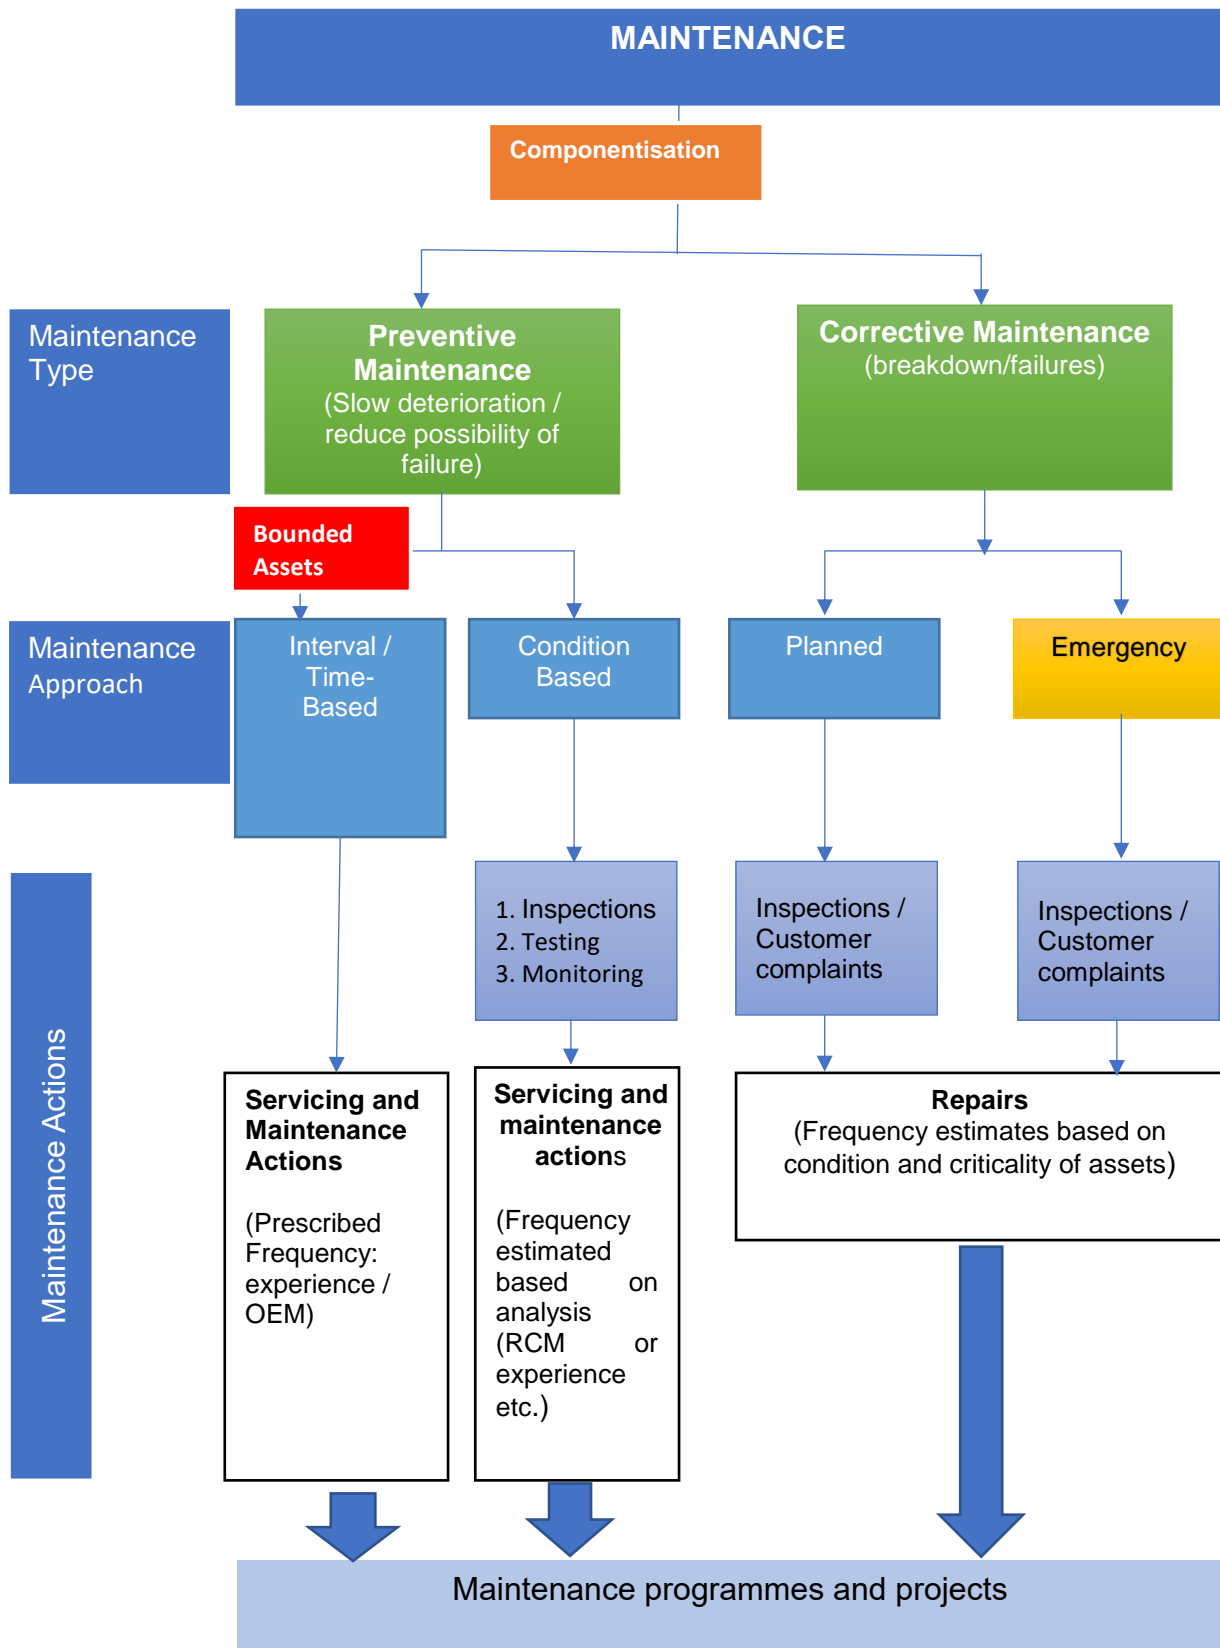 MAINTENANCE
Componentisation
Maintenance
Type
Preventive
Maintenance
(Slow deterioration /
reduce possibility of
failure)
Corrective Maintenance
(breakdown/failures)
Bounded
Assets
Maintenance
Approach
Interval /
Time-
Based
Condition
Based
Planned
Emergency
Maintenance Actions
1. Inspections
2. Testing
3. Monitoring
Inspections /
Customer
complaints
Inspections /
Customer
complaints
Servicing and
Maintenance
Actions
(Prescribed
Frequency:
experience /
OEM)
Servicing and
maintenance
actions
(Frequency
estimated
based on
analysis
(RCM or
experience
etc.)
Repairs
(Frequency estimates based on
condition and criticality of assets)
Maintenance programmes and projects